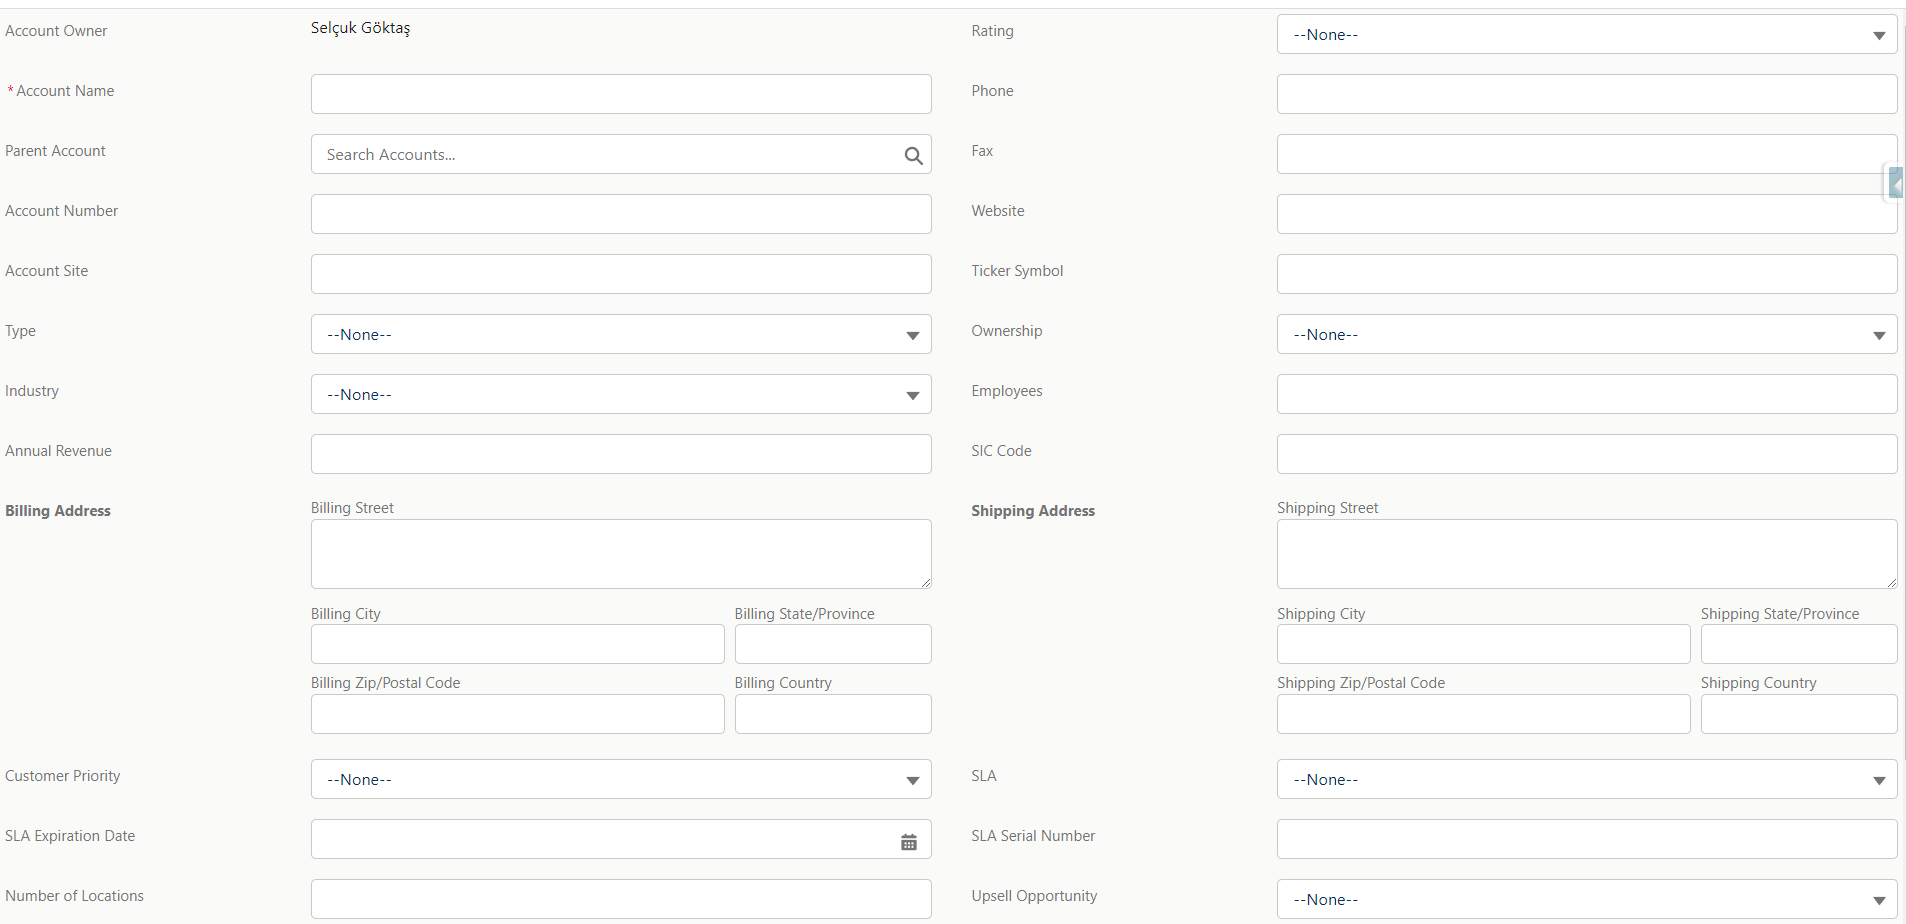 Account Owner
Selçuk Göktaş
Rating
--None--
*Account Name
Phone
Parent Account
Search Accounts...
Fax
Account Number
Website
Account Site
Ticker Symbol
Type
--None--
Ownership
--None--
Industry
--None--
Employees
Annual Revenue
SIC Code
Billing Address
Billing Street
Shipping Address
Shipping Street
Billing City
Billing State/Province
Shipping City
Shipping State/Province
Billing Zip/Postal Code
Billing Country
Shipping Zip/Postal Code
Shipping Country
Customer Priority
--None--
SLA
--None--
SLA Expiration Date
SLA Serial Number
Number of Locations
Upsell Opportunity
--None--